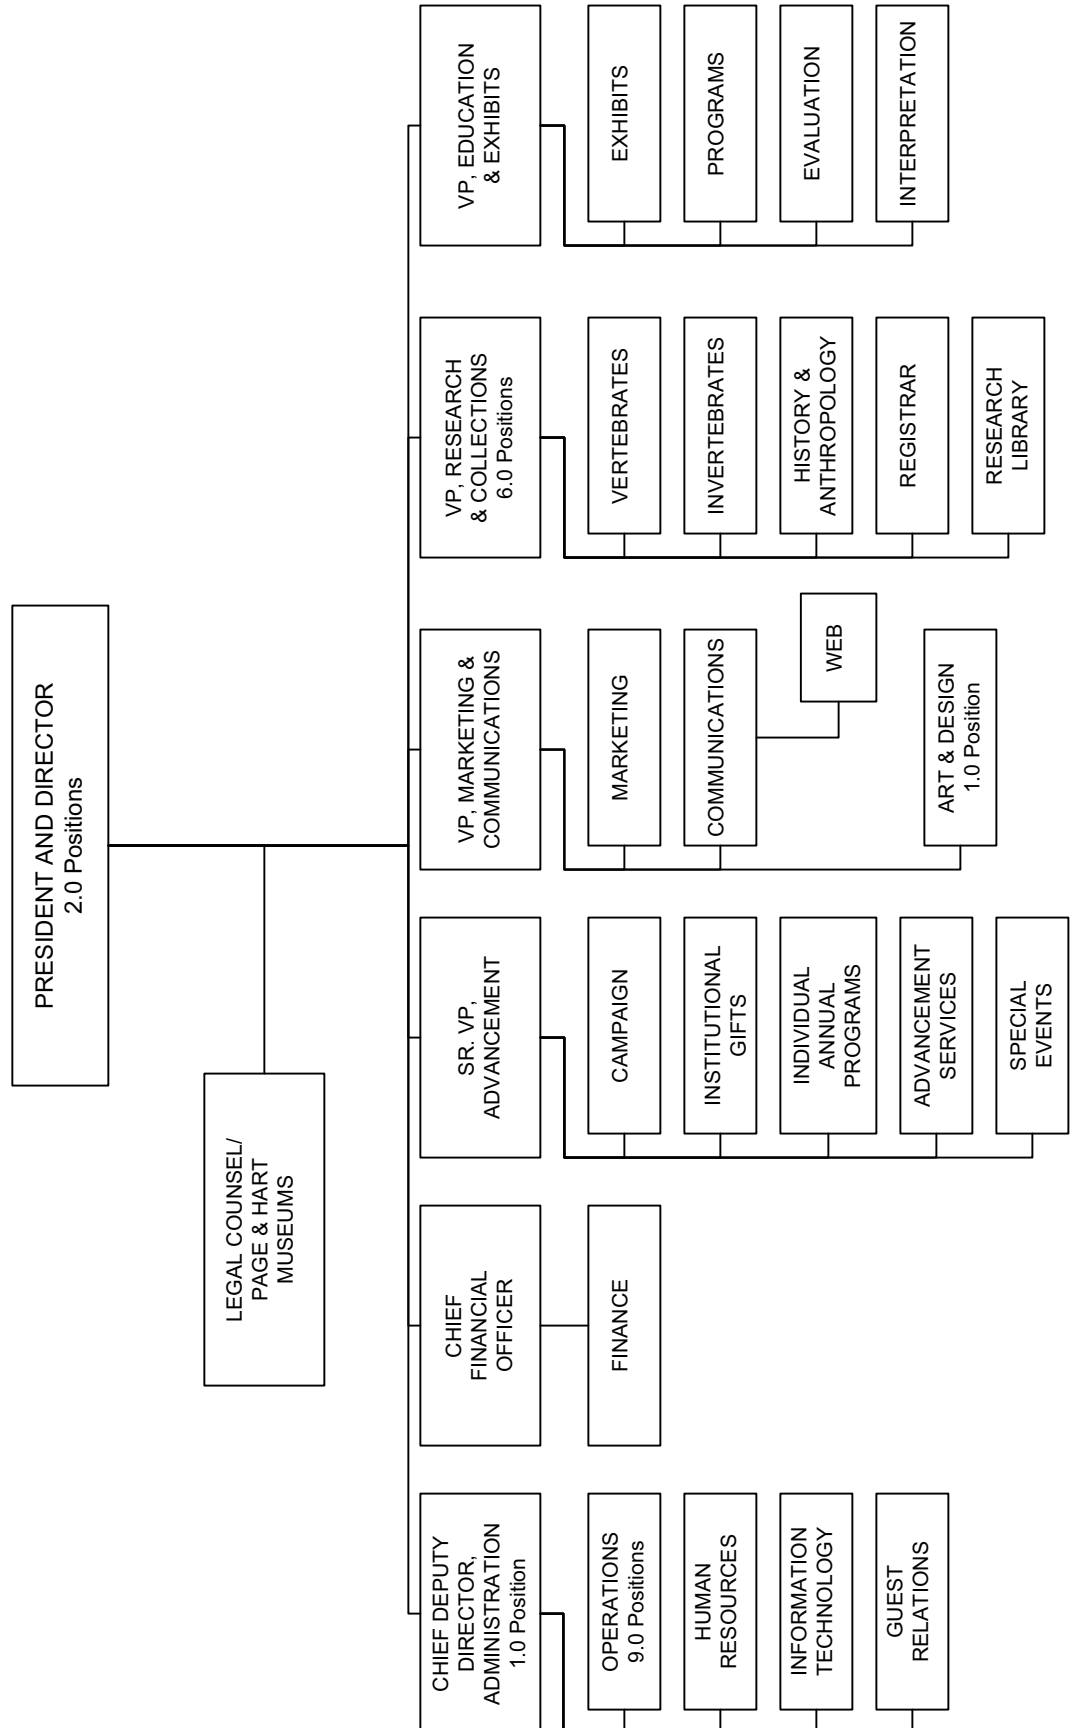 PRESIDENT AND DIRECTOR
2.0 Positions
LEGAL COUNSEL/
PAGE & HART
MUSEUMS
CHIEF DEPUTY
DIRECTOR,
ADMINISTRATION
1.0 Position
OPERATIONS
9.0 Positions
HUMAN
RESOURCES
INFORMATION
TECHNOLOGY
GUEST
RELATIONS
CHIEF
FINANCIAL
OFFICER
FINANCE
SR. VP,
ADVANCEMENT
CAMPAIGN
INSTITUTIONAL
GIFTS
INDIVIDUAL
ANNUAL
PROGRAMS
ADVANCEMENT
SERVICES
SPECIAL
EVENTS
VP, MARKETING &
COMMUNICATIONS
MARKETING
COMMUNICATIONS
WEB
ART & DESIGN
1.0 Position
VP, RESEARCH
& COLLECTIONS
6.0 Positions
VERTEBRATES
INVERTEBRATES
HISTORY &
ANTHROPOLOGY
REGISTRAR
RESEARCH
LIBRARY
VP, EDUCATION
& EXHIBITS
EXHIBITS
PROGRAMS
EVALUATION
INTERPRETATION